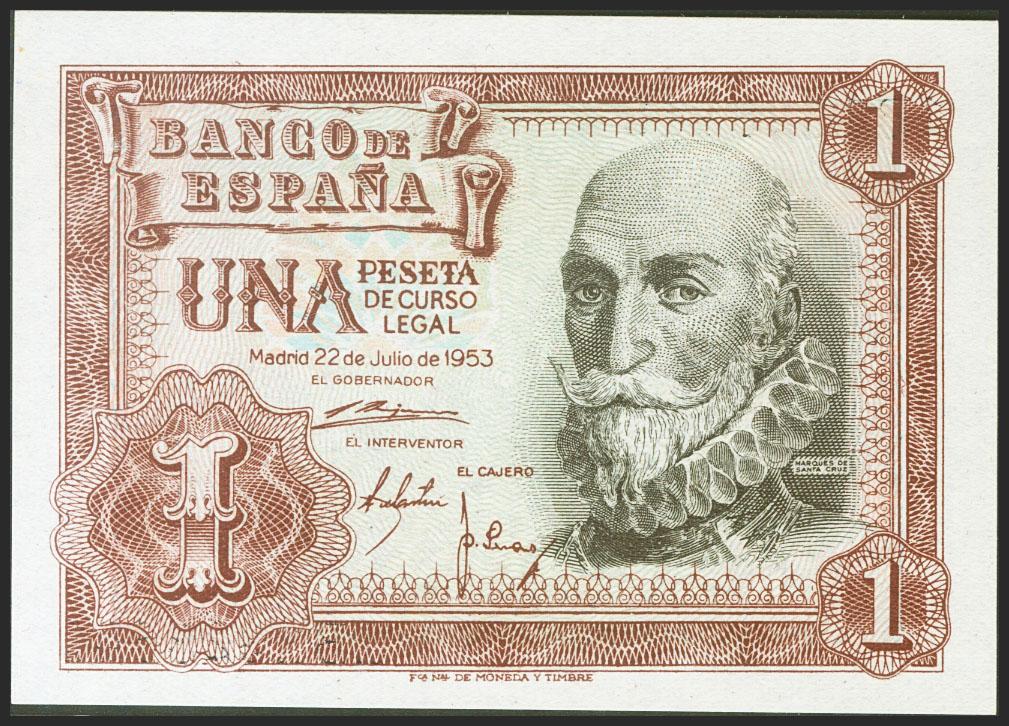 BANCO DE
ESPAÑA
1
UNA PESETA
DE CURSO
LEGAL
Madrid 22 de Julio de 1953
EL GOBERNADOR
EL INTERVENTOR
EL CAJERO
MARQUES DE
SANTA CRUZ
1
1
Fca Nal DE MONEDA Y TIMBRE